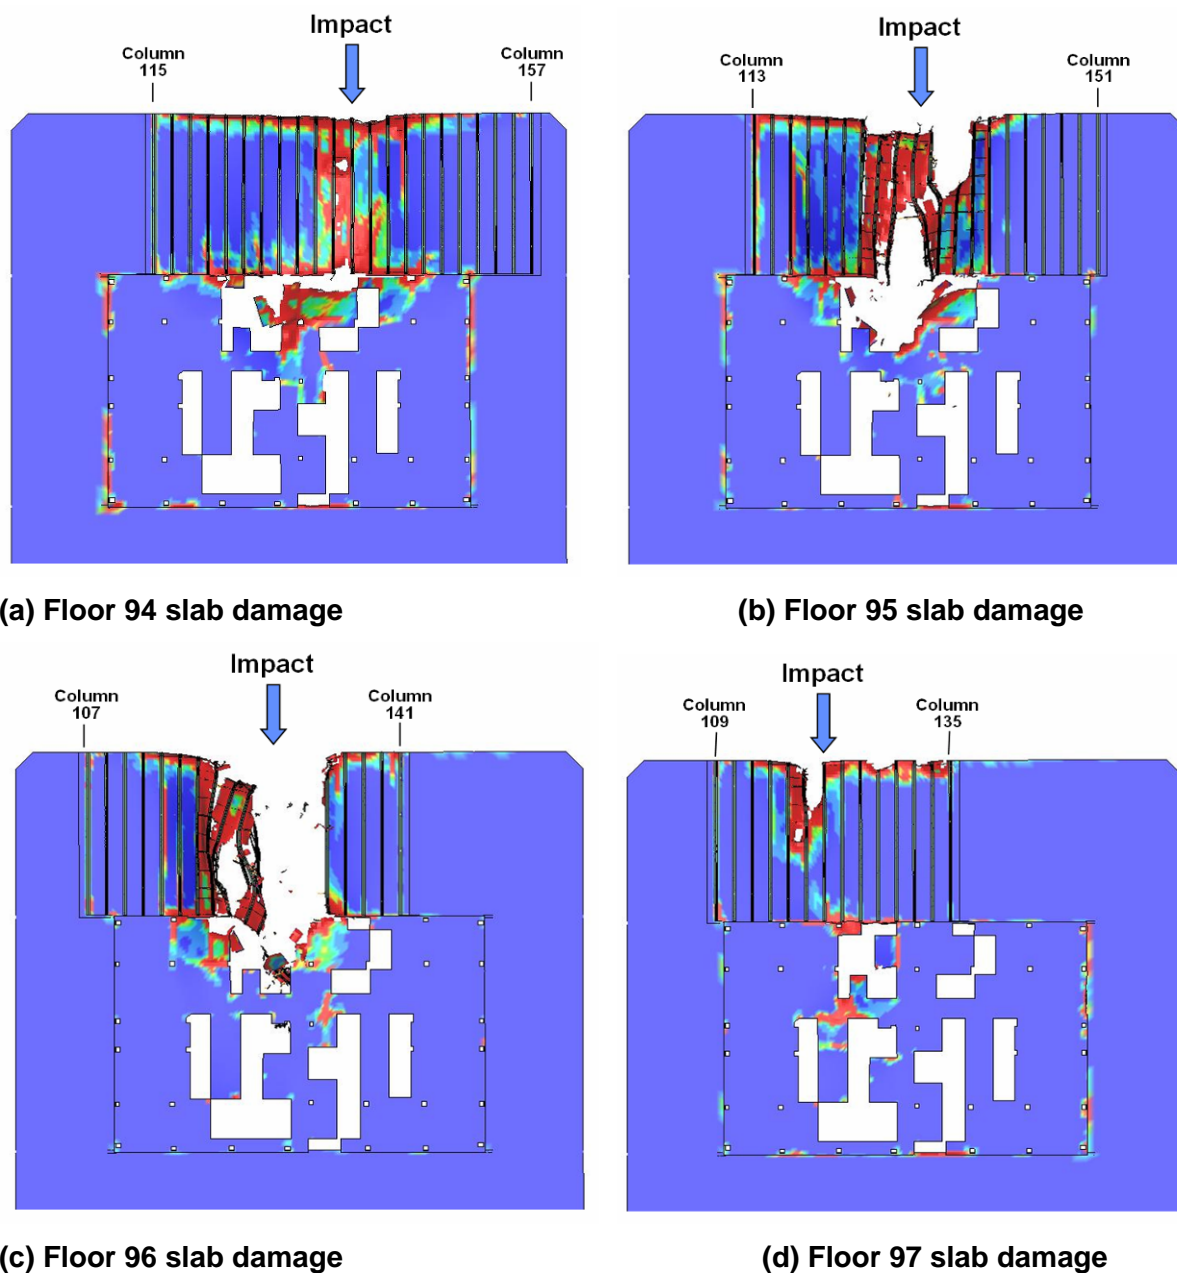 Impact
Column
115
Column
157
(a) Floor 94 slab damage
Impact
Column
113
Column
151
(b) Floor 95 slab damage
Impact
Column
107
Column
141
(c) Floor 96 slab damage
Impact
Column
109
Column
135
(d) Floor 97 slab damage